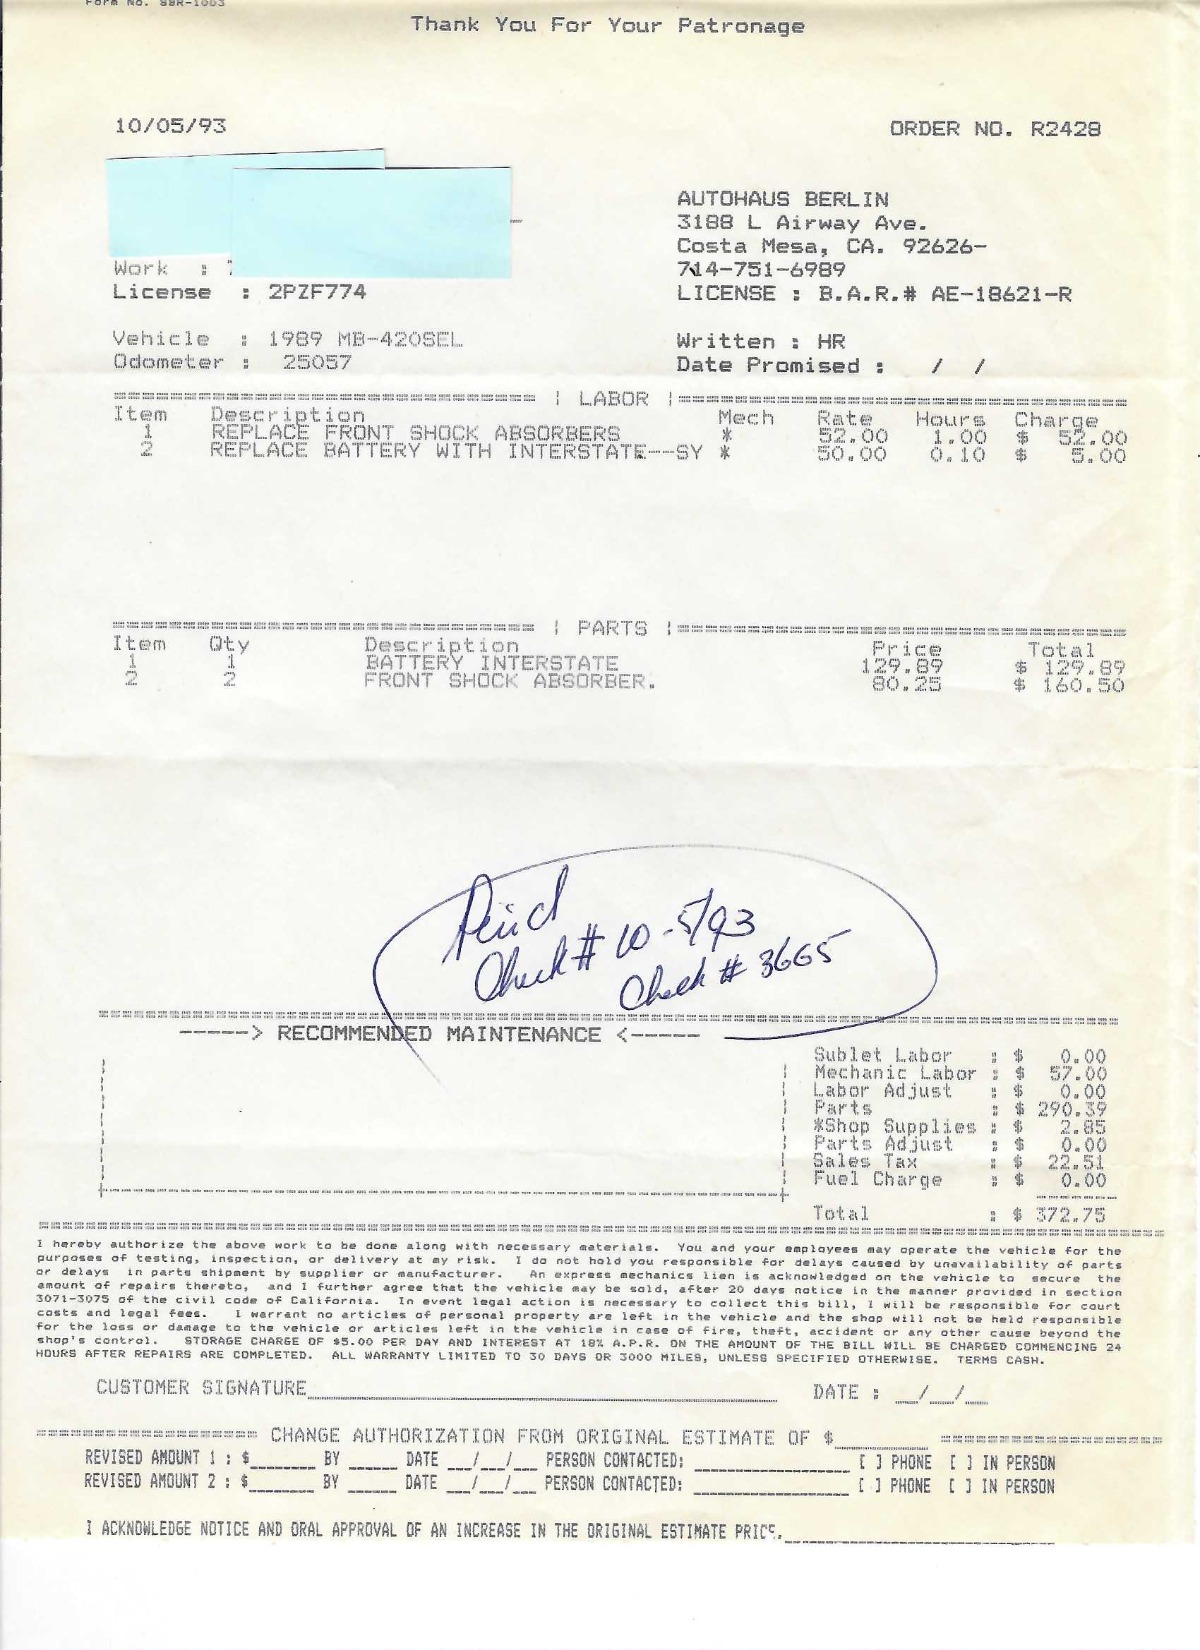 Form No. SBR-1003
Thank You For Your Patronage
10/05/93 ORDER NO. R2428
AUTOHAUS BERLIN
3188 L Airway Ave.
Costa Mesa, CA. 92626-
Work : 714-751-6989
License : 2PZF774 LICENSE : B.A.R.# AE-18621-R
Vehicle : 1989 MB-420SEL Written : HR
Odometer : 25057 Date Promised : / /
LABOR
Item Description Mech Rate Hours Charge
1 REPLACE FRONT SHOCK ABSORBERS * 52.00 1.00 $ 52.00
2 REPLACE BATTERY WITH INTERSTATE--SY * 50.00 0.10 $ 5.00
PARTS
Item Qty Description Price Total
1 1 BATTERY INTERSTATE 129.89 $ 129.89
2 2 FRONT SHOCK ABSORBER. 80.25 $ 160.50
Paid
Check # 10-5/93
Check # 3665
-----> RECOMMENDED MAINTENANCE <-----
Sublet Labor : $ 0.00
Mechanic Labor : $ 57.00
Labor Adjust : $ 0.00
Parts : $ 290.39
*Shop Supplies : $ 2.85
Parts Adjust : $ 0.00
Sales Tax : $ 22.51
Fuel Charge : $ 0.00
Total : $ 372.75
I hereby authorize the above work to be done along with necessary materials. You and your employees may operate the vehicle for the
purposes of testing, inspection, or delivery at my risk. I do not hold you responsible for delays caused by unavailability of parts
or delays in parts shipment by supplier or manufacturer. An express mechanics lien is acknowledged on the vehicle to secure the
amount of repairs thereto, and I further agree that the vehicle may be sold, after 20 days notice in the manner provided in section
3071-3075 of the civil code of California. In event legal action is necessary to collect this bill, I will be responsible for court
costs and legal fees. I warrant no articles of personal property are left in the vehicle and the shop will not be held responsible
for the loss or damage to the vehicle or articles left in the vehicle in case of fire, theft, accident or any other cause beyond the
shop's control. STORAGE CHARGE OF $5.00 PER DAY AND INTEREST AT 18% A.P.R. ON THE AMOUNT OF THE BILL WILL BE CHARGED COMMENCING 24
HOURS AFTER REPAIRS ARE COMPLETED. ALL WARRANTY LIMITED TO 30 DAYS OR 3000 MILES, UNLESS SPECIFIED OTHERWISE. TERMS CASH.
CUSTOMER SIGNATURE DATE : __/__/__
CHANGE AUTHORIZATION FROM ORIGINAL ESTIMATE OF $
REVISED AMOUNT 1 : $______ BY _____ DATE __/__/__ PERSON CONTACTED: ______________ [ ] PHONE [ ] IN PERSON
REVISED AMOUNT 2 : $______ BY _____ DATE __/__/__ PERSON CONTACTED: ______________ [ ] PHONE [ ] IN PERSON
I ACKNOWLEDGE NOTICE AND ORAL APPROVAL OF AN INCREASE IN THE ORIGINAL ESTIMATE PRICE.